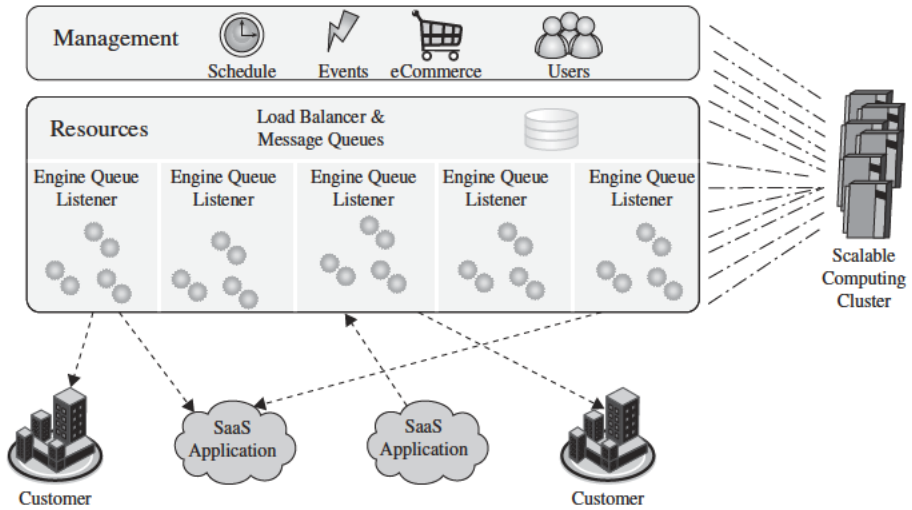 Management
Schedule
Events
eCommerce
Users
Resources
Load Balancer &
Message Queues
Engine Queue
Listener
Engine Queue
Listener
Engine Queue
Listener
Engine Queue
Listener
Engine Queue
Listener
Scalable
Computing
Cluster
SaaS
Application
SaaS
Application
Customer
Customer